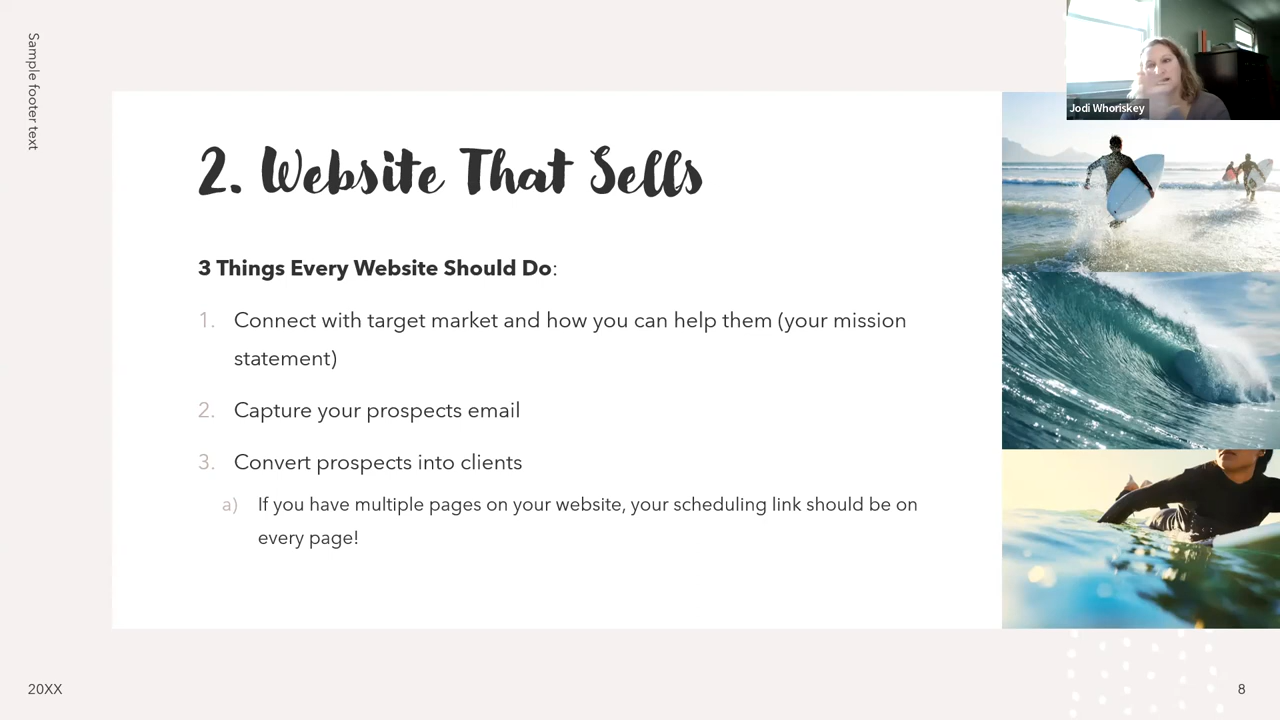 Sample footer text
Jodi Whoriskey
2. Website That Sells
3 Things Every Website Should Do:
1. Connect with target market and how you can help them (your mission
statement)
2. Capture your prospects email
3. Convert prospects into clients
a) If you have multiple pages on your website, your scheduling link should be on
every page!
20XX
8